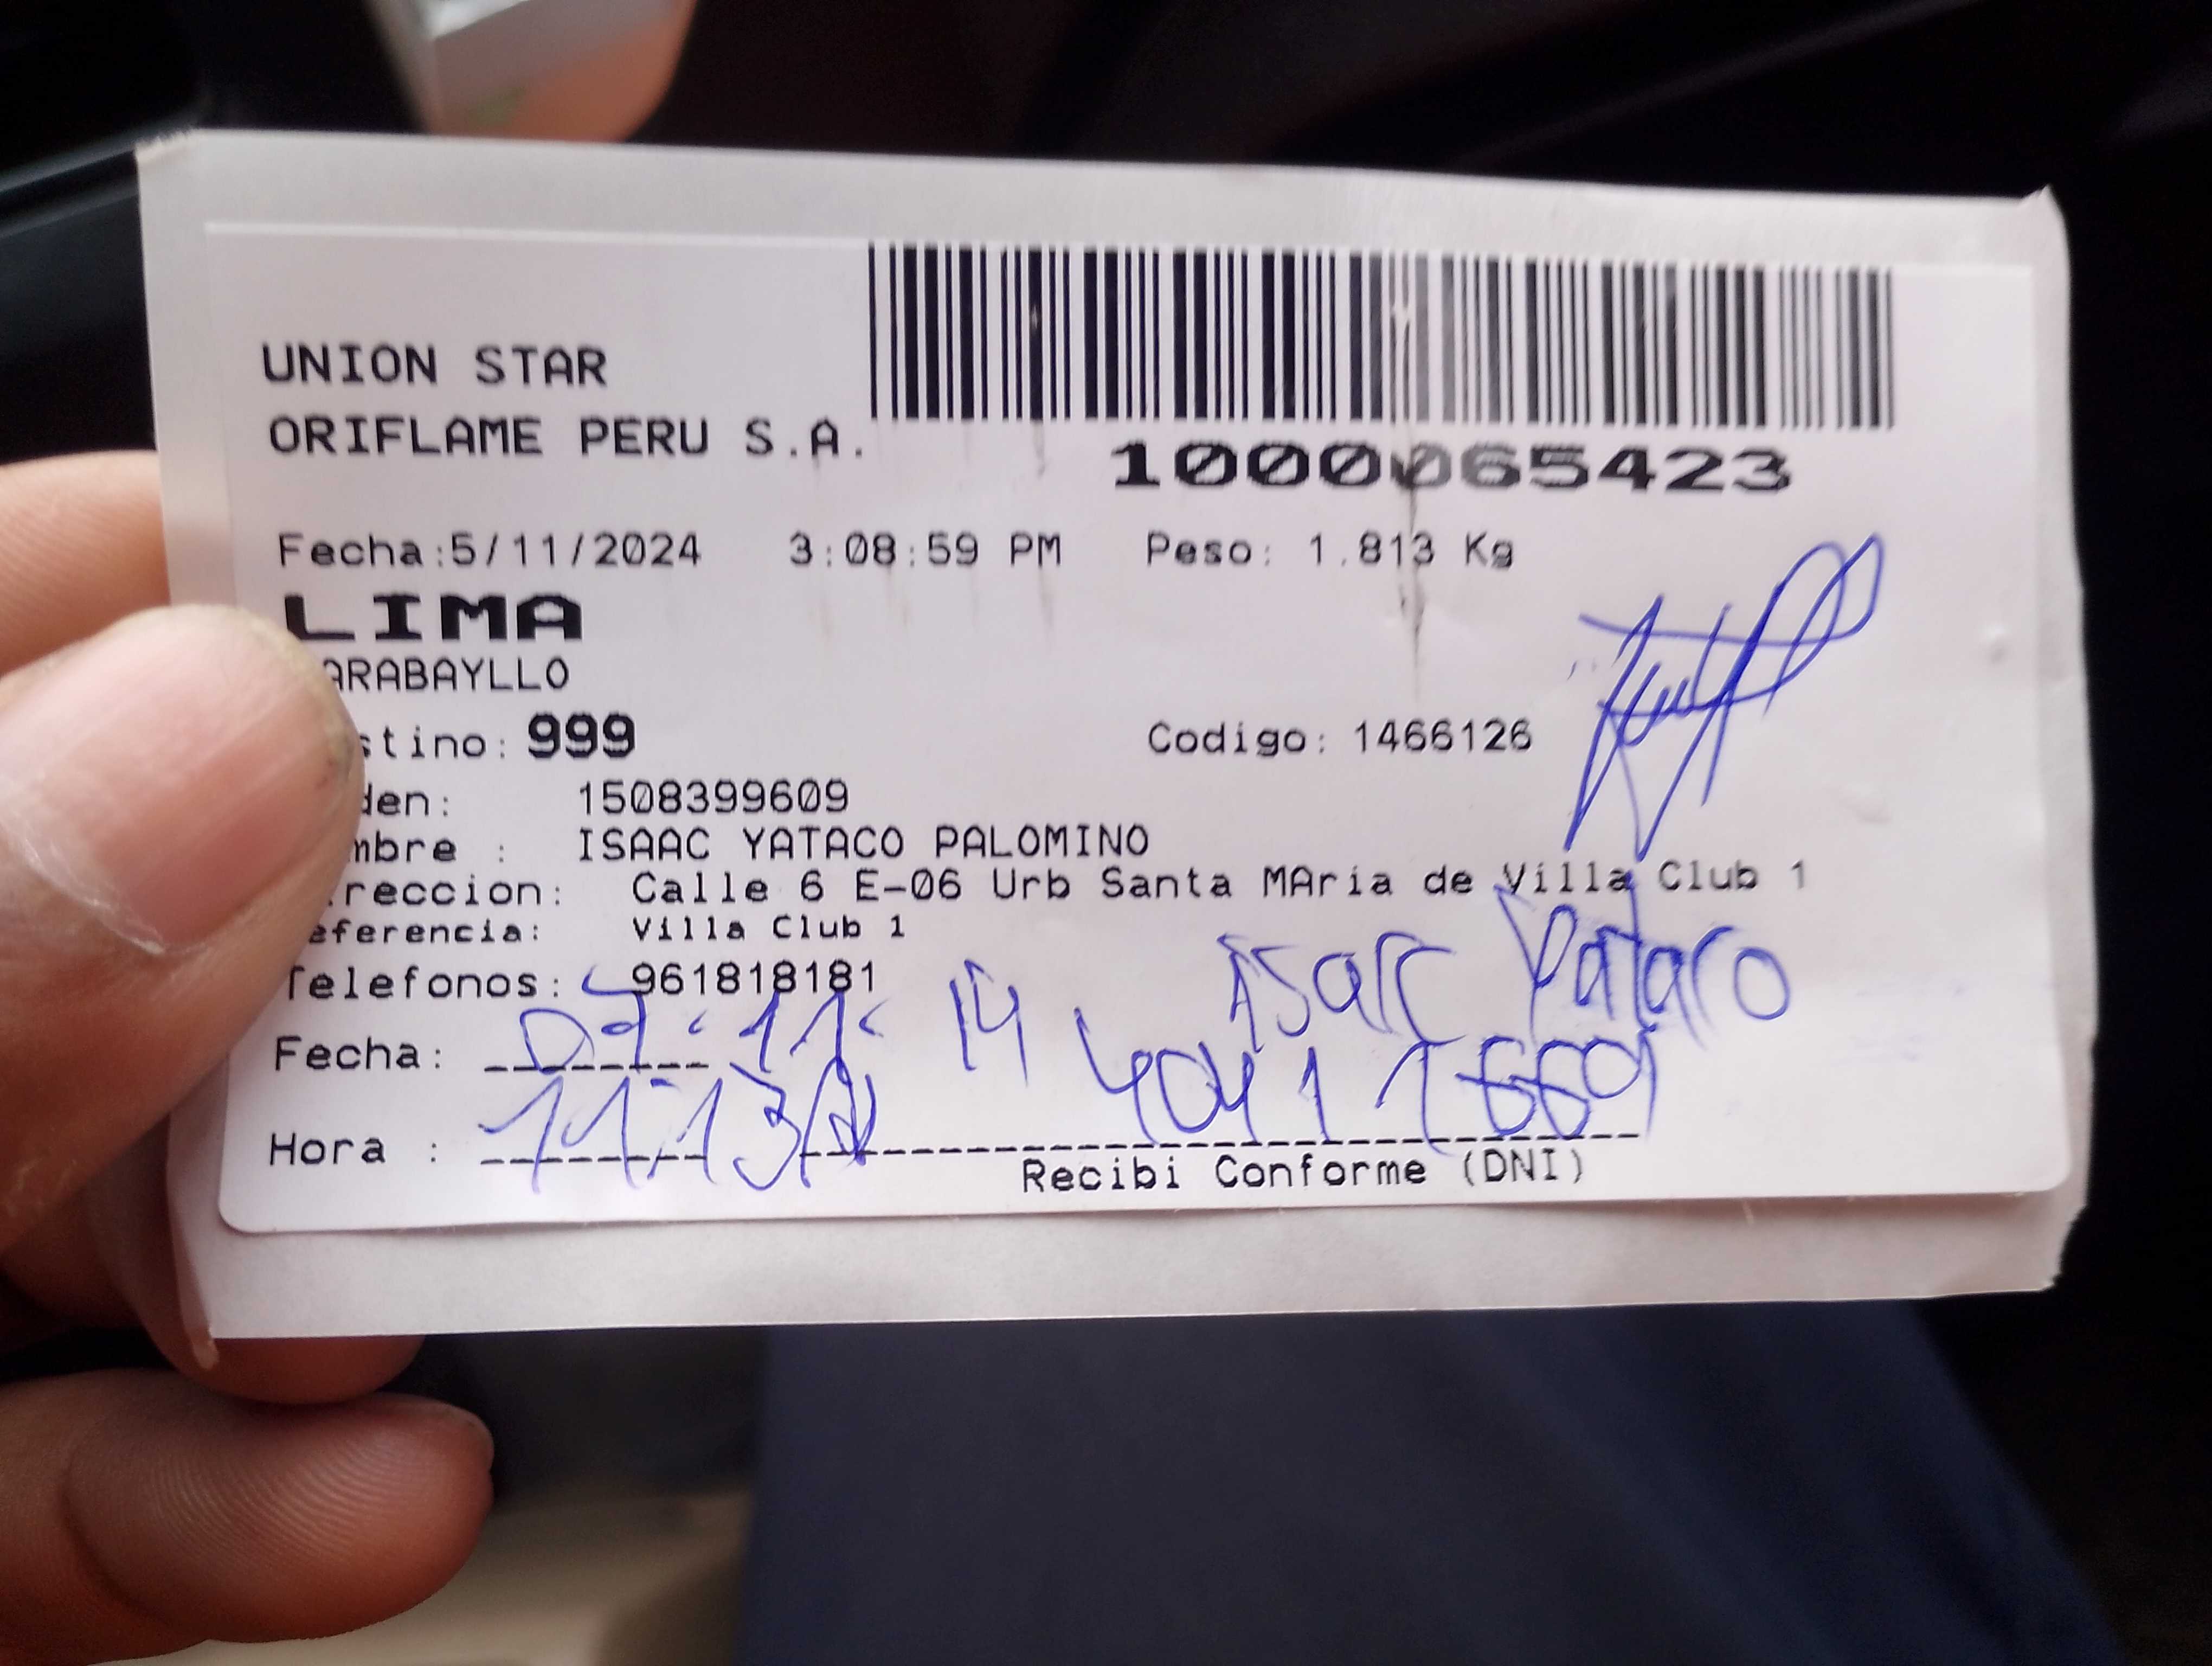 UNION STAR
ORIFLAME PERU S.A.
1000065423
Fecha:5/11/2024 3:08:59 PM Peso: 1.813 Kg
LIMA
ARABAYLLO
stino: 999 Codigo: 1466126
den: 1508399609
mbre : ISAAC YATACO PALOMINO
reccion: Calle 6 E-06 Urb Santa MAria de Villa Club 1
eferencia: Villa Club 1
Telefonos: 961818181
Isaac Yataco
Fecha:
Hora :
Recibi Conforme (DNI)